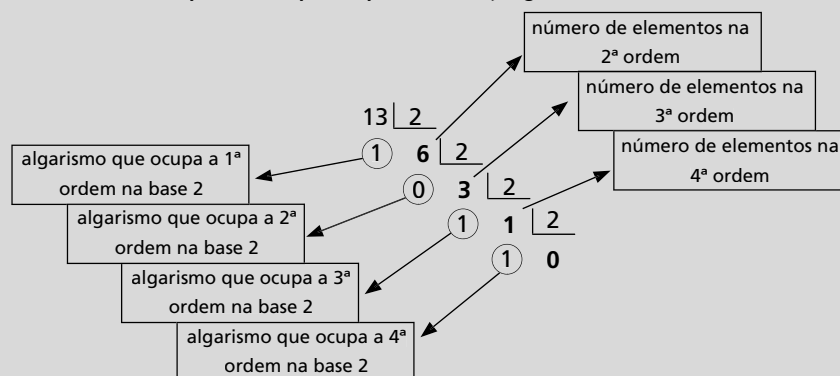 número de elementos na
2ª ordem
número de elementos na
3ª ordem
número de elementos na
4ª ordem
13 2
1 6 2
0 3 2
1 1 2
1 0
algarismo que ocupa a 1ª
ordem na base 2
algarismo que ocupa a 2ª
ordem na base 2
algarismo que ocupa a 3ª
ordem na base 2
algarismo que ocupa a 4ª
ordem na base 2